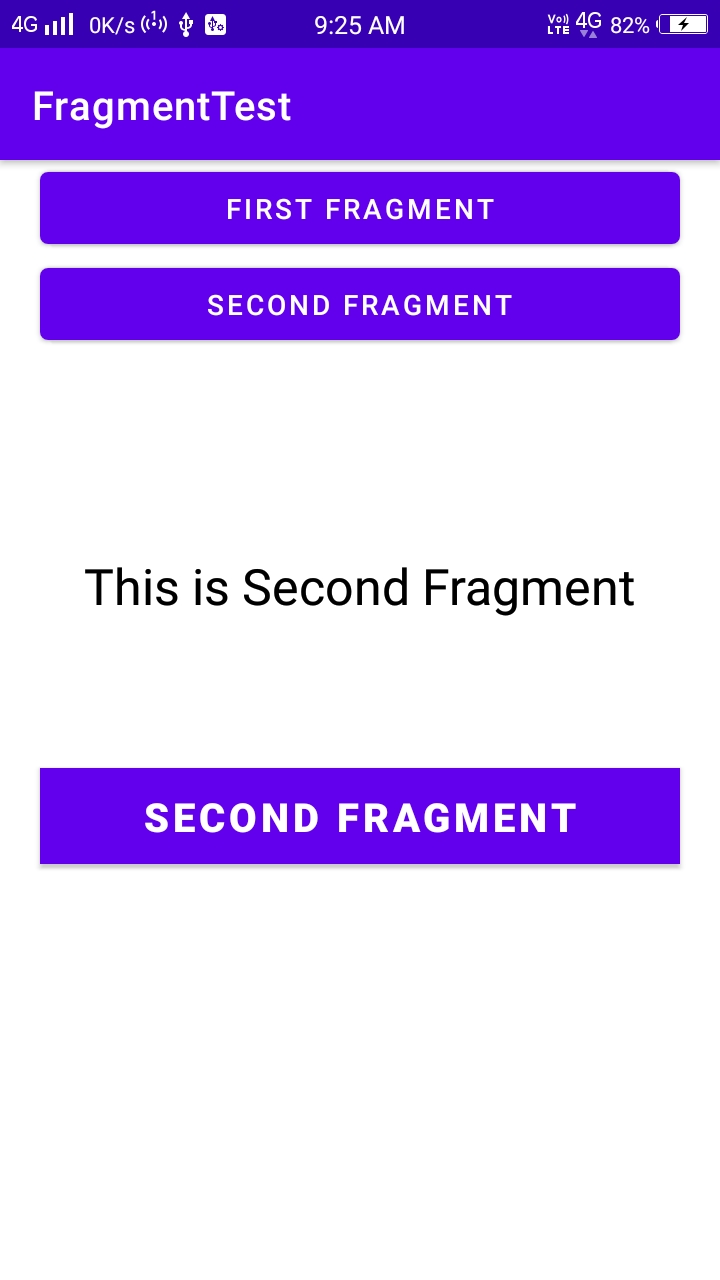 4G 0K/s 1 9:25 AM Vo)) LTE 4G 82%
FragmentTest
FIRST FRAGMENT
SECOND FRAGMENT
This is Second Fragment
SECOND FRAGMENT